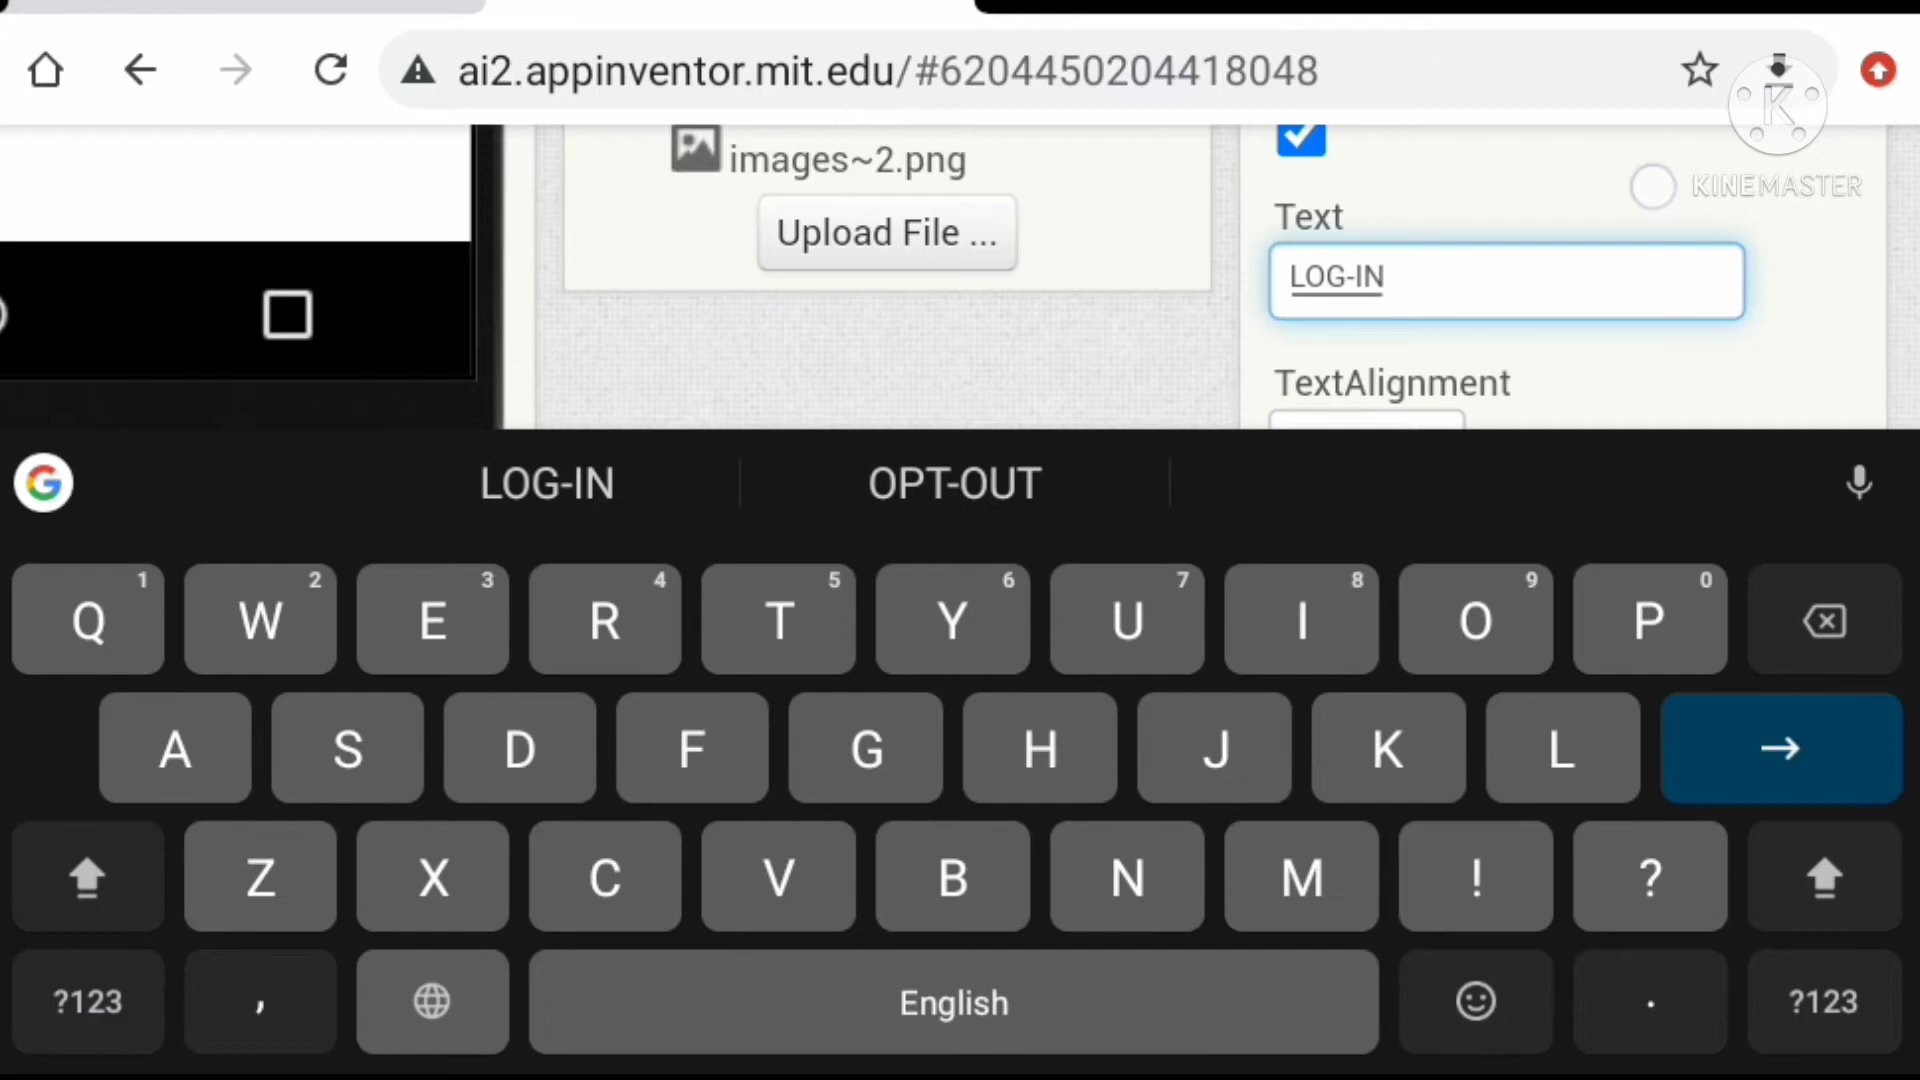 ai2.appinventor.mit.edu/#6204450204418048
images~2.png
Upload File ...
K
KINEMASTER
Text
LOG-IN
TextAlignment
G
LOG-IN
OPT-OUT
Q 1 W 2 E 3 R 4 T 5 Y 6 U 7 I 8 O 9 P 0
A S D F G H J K L
Z X C V B N M ! ?
?123 , English . ?123